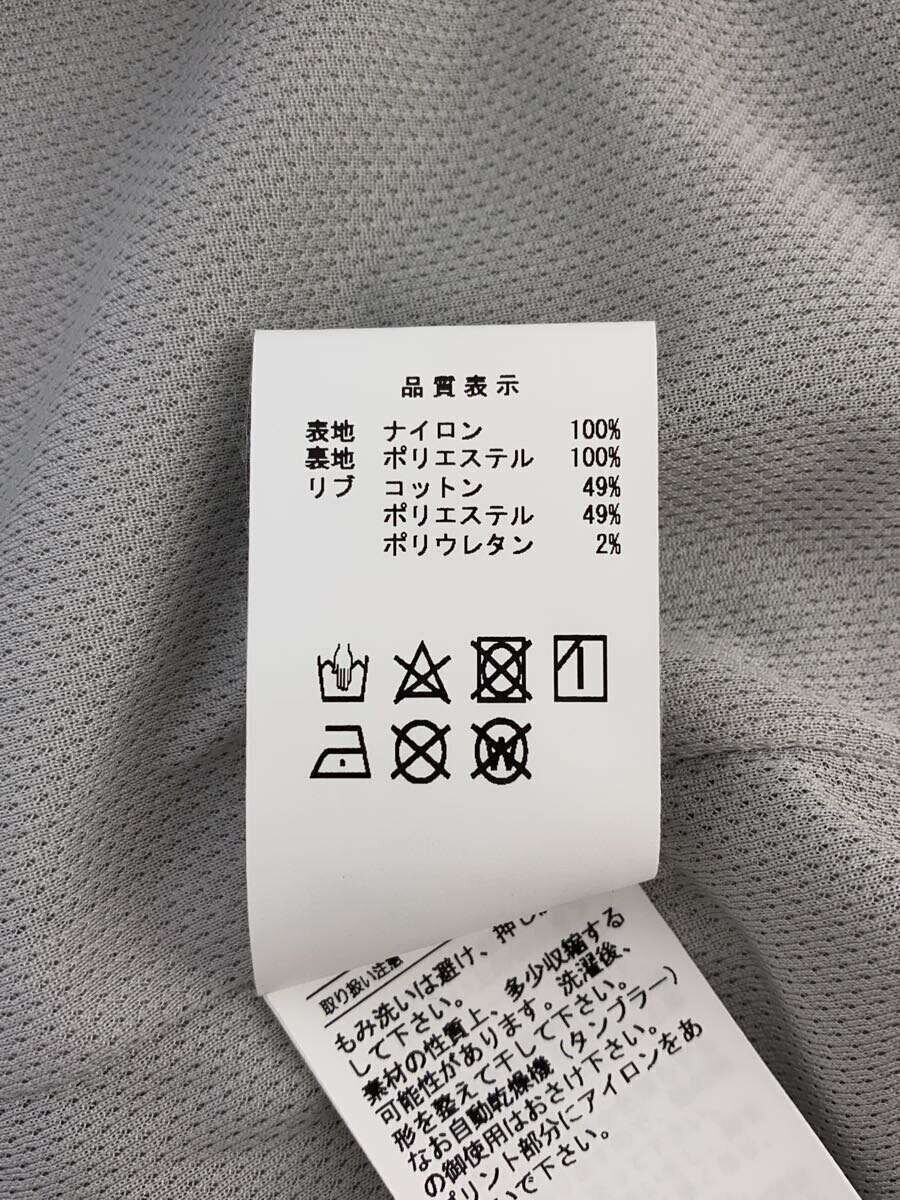 品質表示
表地 ナイロン 100%
裏地 ポリエステル 100%
リブ コットン 49%
ポリエステル 49%
ポリウレタン 2%
取り扱い注意
もみ洗いは避け、押し
して下さい。
素材の性質上、多少収縮する
可能性があります。洗濯後、
形を整えて干して下さい。
なお自動乾燥機(タンブラー)
の御使用はおさけ下さい。
プリント部分にアイロンをあ
いで下さい。